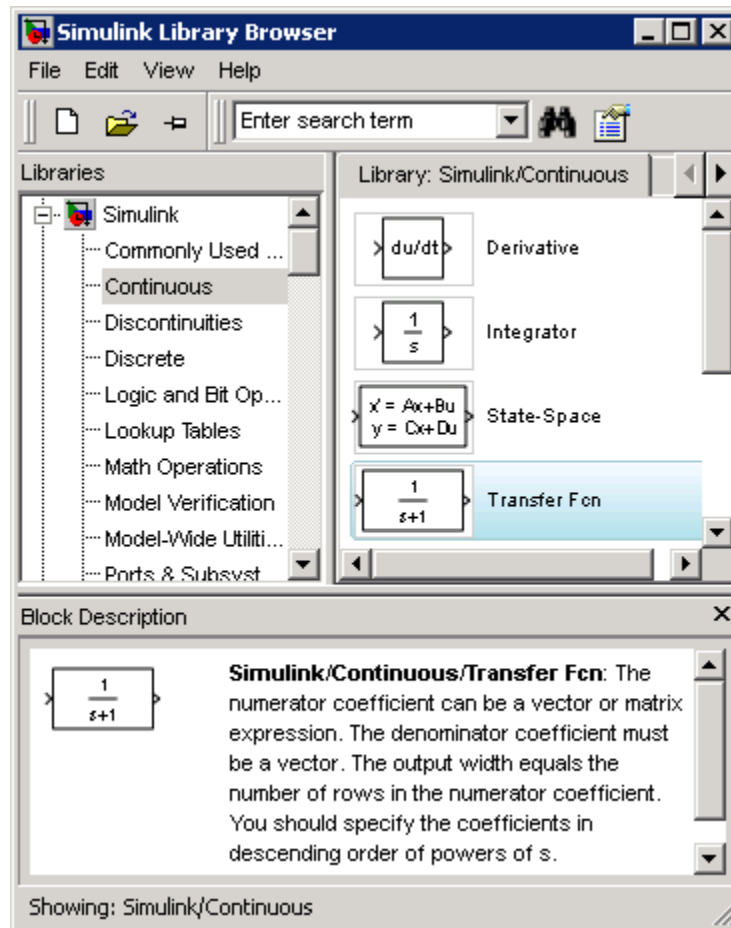 Simulink Library Browser
File Edit View Help
Enter search term
Libraries
Simulink
Commonly Used ...
Continuous
Discontinuities
Discrete
Logic and Bit Op...
Lookup Tables
Math Operations
Model Verification
Model-Wide Utiliti...
Ports & Subsyst
Library: Simulink/Continuous
du/dt
Derivative
1
s
Integrator
x' = Ax+Bu
y = Cx+Du
State-Space
1
s+1
Transfer Fcn
Block Description
1
s+1
Simulink/Continuous/Transfer Fcn: The
numerator coefficient can be a vector or matrix
expression. The denominator coefficient must
be a vector. The output width equals the
number of rows in the numerator coefficient.
You should specify the coefficients in
descending order of powers of s.
Showing: Simulink/Continuous